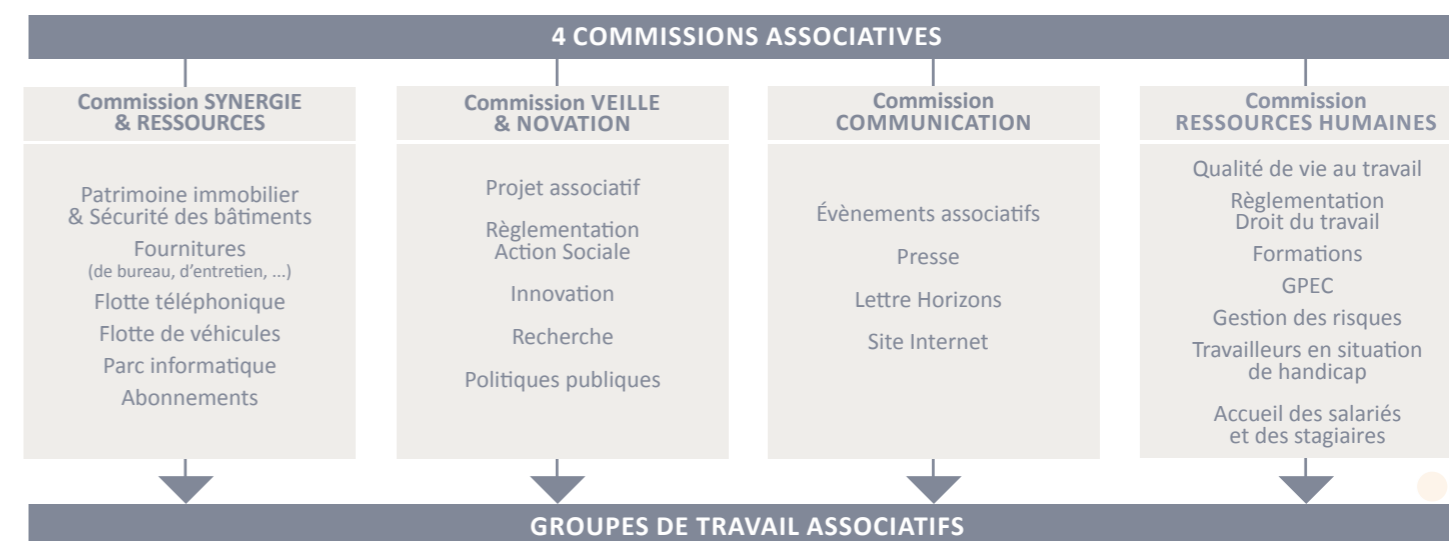 4 COMMISSIONS ASSOCIATIVES
Commission SYNERGIE
& RESSOURCES
Patrimoine immobilier
& Sécurité des bâtiments
Fournitures
(de bureau, d'entretien, ...)
Flotte téléphonique
Flotte de véhicules
Parc informatique
Abonnements
Commission VEILLE
& NOVATION
Projet associatif
Règlementation
Action Sociale
Innovation
Recherche
Politiques publiques
Commission
COMMUNICATION
Évènements associatifs
Presse
Lettre Horizons
Site Internet
Commission
RESSOURCES HUMAINES
Qualité de vie au travail
Règlementation
Droit du travail
Formations
GPEC
Gestion des risques
Travailleurs en situation
de handicap
Accueil des salariés
et des stagiaires
GROUPES DE TRAVAIL ASSOCIATIFS